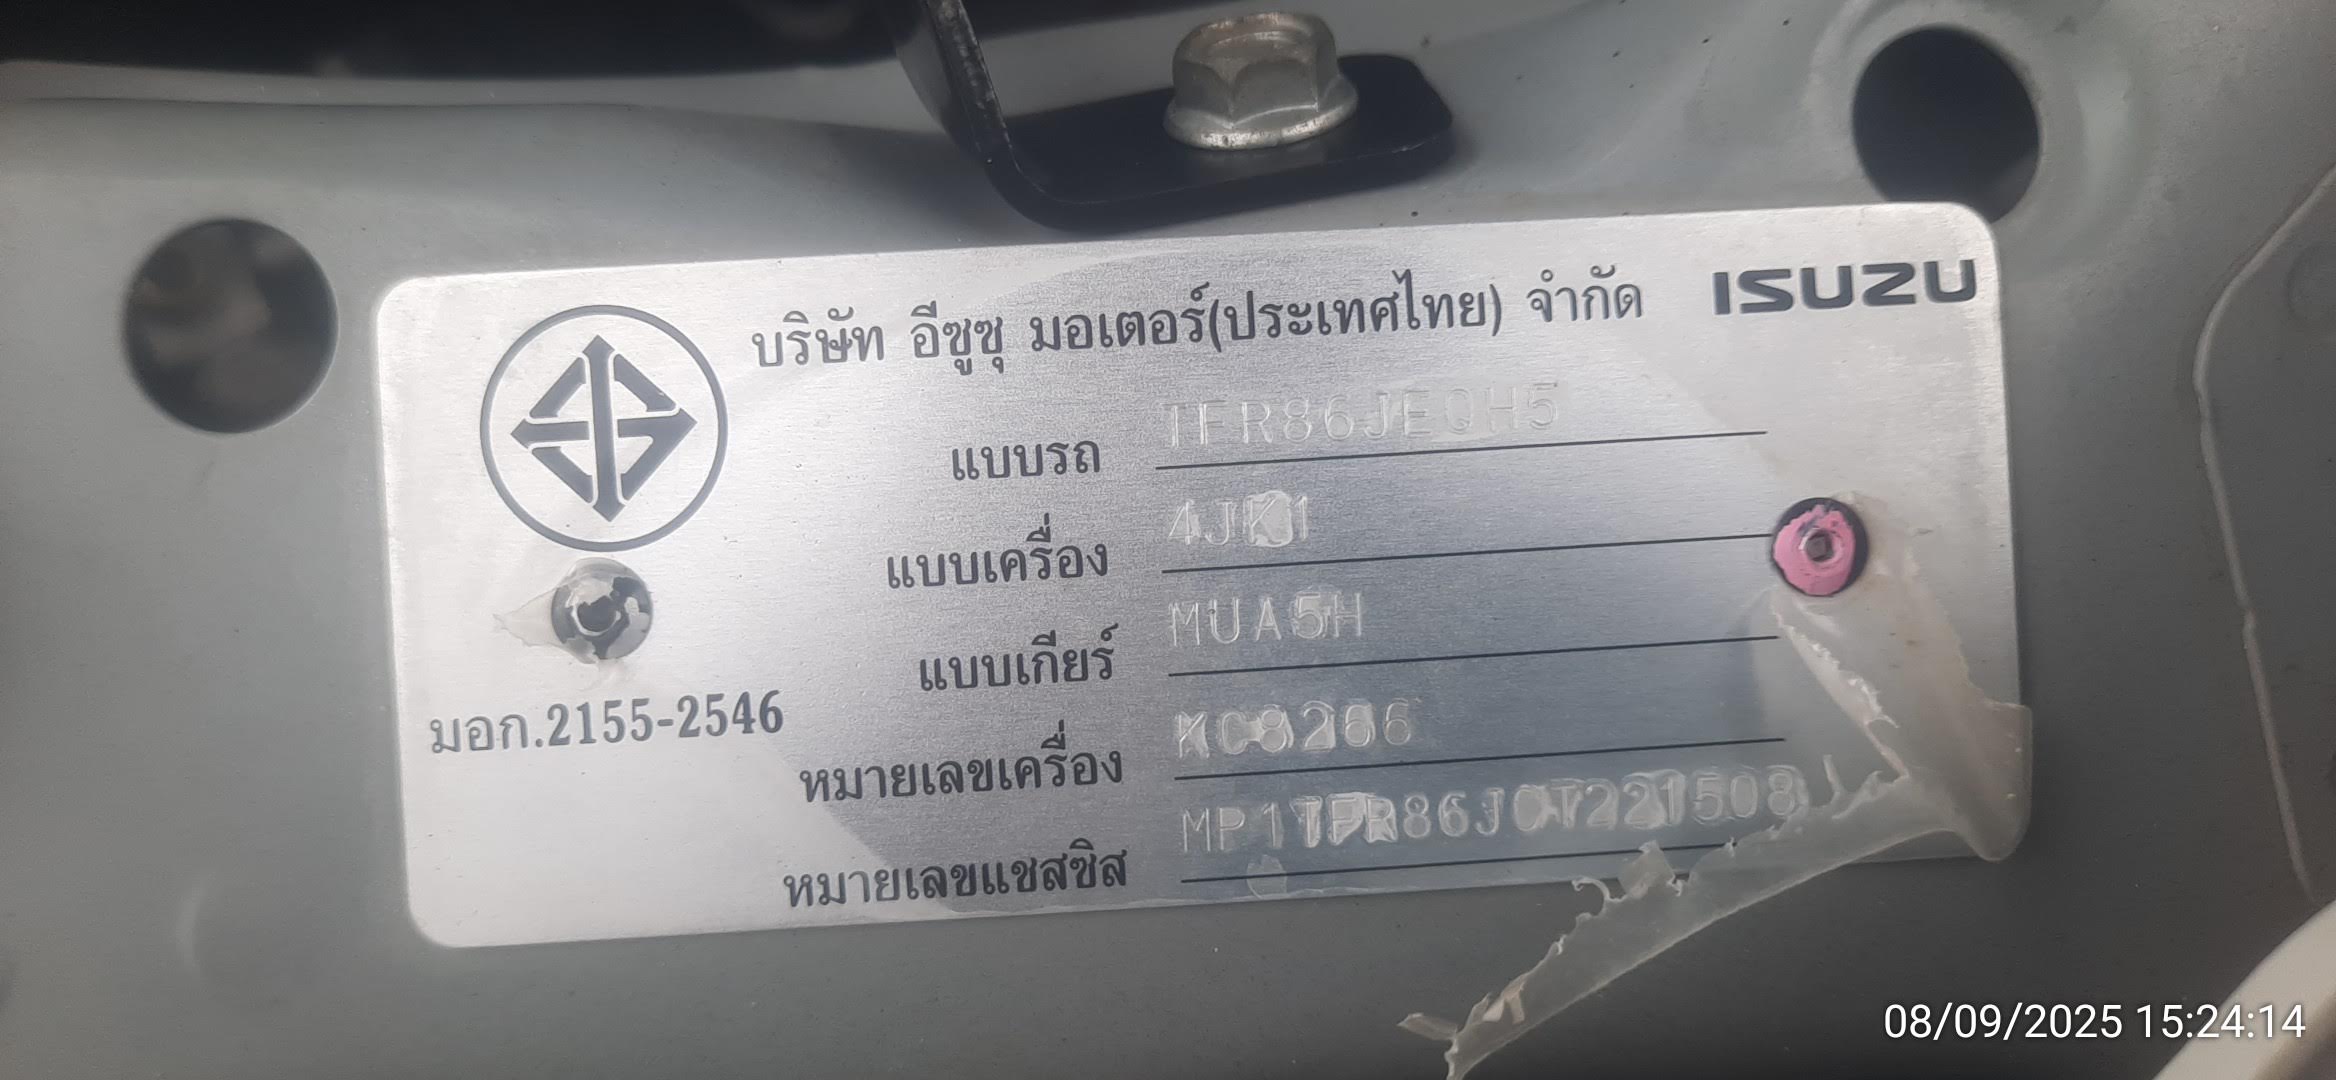 บริษัท อีซูซุ มอเตอร์(ประเทศไทย) จำกัด ISUZU
แบบรถ TFR86JEQH5
แบบเครื่อง 4JK1
แบบเกียร์ MUA5H
มอก.2155-2546
หมายเลขเครื่อง KC8266
หมายเลขแชสซิส MP1TFR86JCT221508
08/09/2025 15:24:14